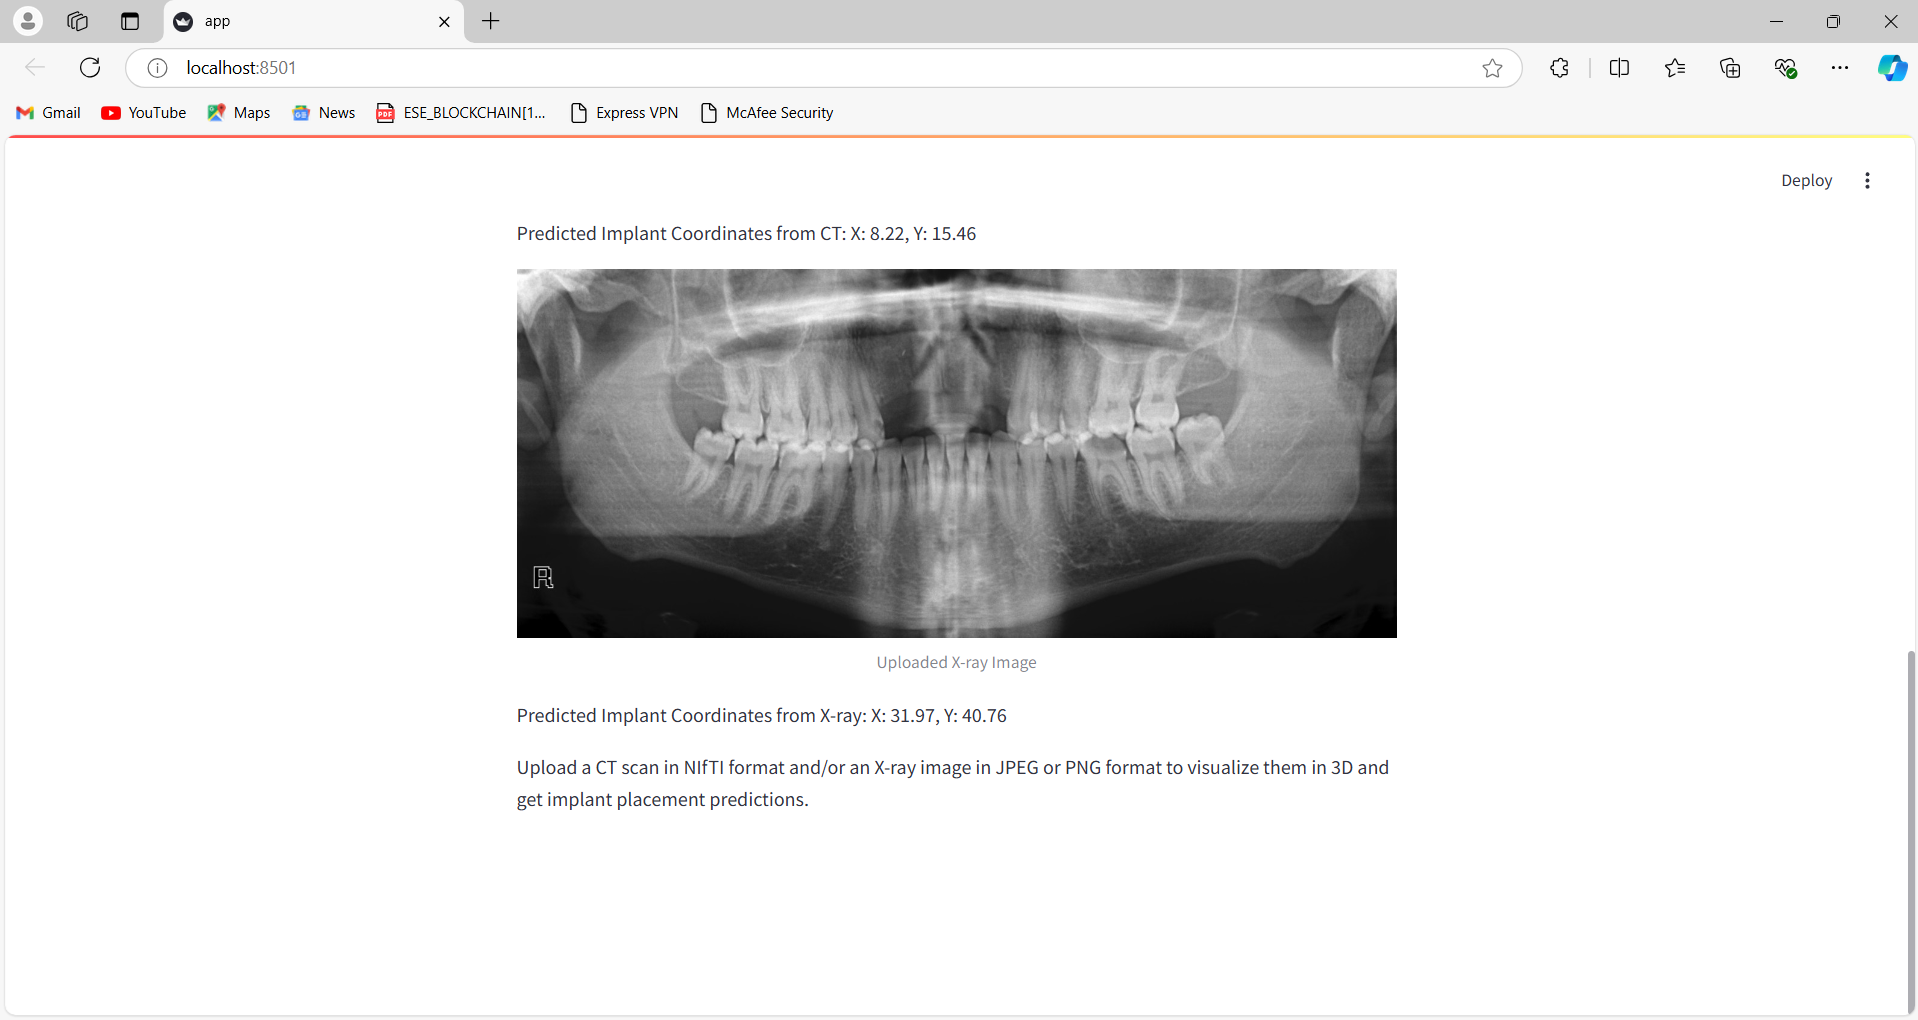 app
localhost:8501
Gmail YouTube Maps News PDF ESE_BLOCKCHAIN[1... Express VPN McAfee Security
Deploy
Predicted Implant Coordinates from CT: X: 8.22, Y: 15.46
R
Uploaded X-ray Image
Predicted Implant Coordinates from X-ray: X: 31.97, Y: 40.76
Upload a CT scan in NIfTI format and/or an X-ray image in JPEG or PNG format to visualize them in 3D and
get implant placement predictions.